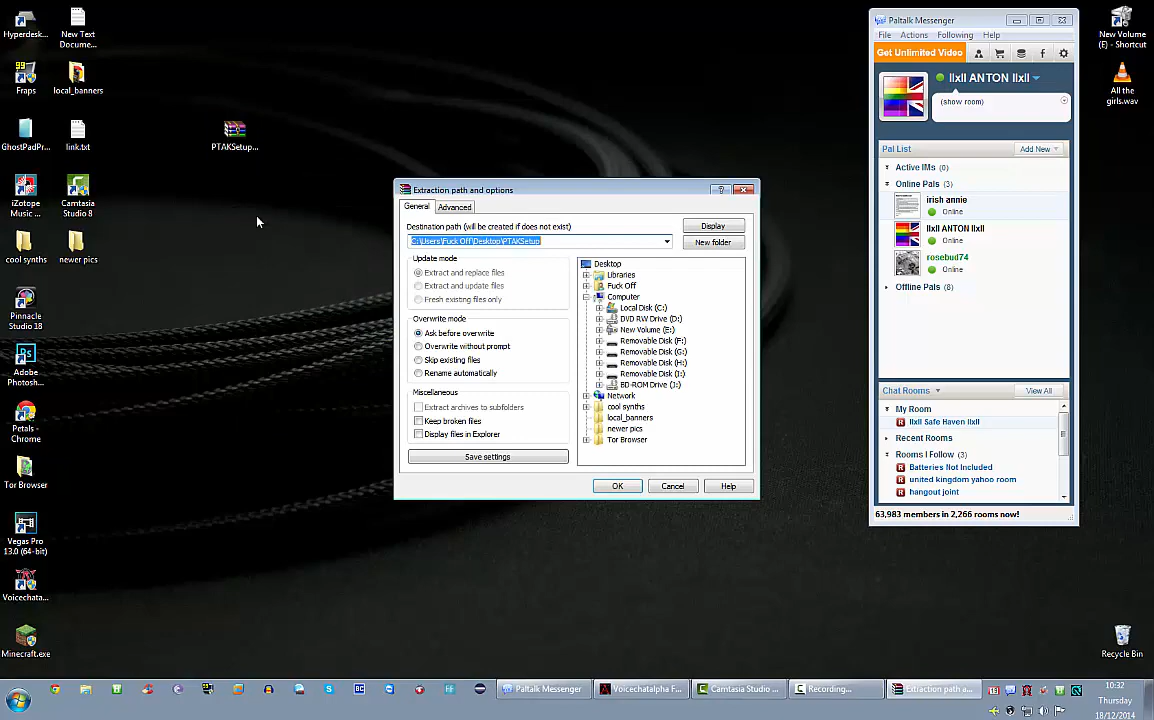 Hyperdesk...
New Text
Docume...
Fraps
local_banners
GhostPadPr...
link.txt
PTAKSetup...
iZotope
Music ...
Camtasia
Studio 8
cool synths
newer pics
Pinnacle
Studio 18
Adobe
Photosh...
Petals -
Chrome
Tor Browser
Vegas Pro
13.0 (64-bit)
Voicechata...
Minecraft.exe
Extraction path and options
General
Advanced
Destination path (will be created if does not exist)
C:\Users\Fuck Off\Desktop\PTAKSetup
Display
New folder
Update mode
Extract and replace files
Extract and update files
Fresh existing files only
Overwrite mode
Ask before overwrite
Overwrite without prompt
Skip existing files
Rename automatically
Miscellaneous
Extract archives to subfolders
Keep broken files
Display files in Explorer
Save settings
Desktop
Libraries
Fuck Off
Computer
Local Disk (C:)
DVD RW Drive (D:)
New Volume (E:)
Removable Disk (F:)
Removable Disk (G:)
Removable Disk (H:)
Removable Disk (I:)
BD-ROM Drive (J:)
Network
cool synths
local_banners
newer pics
Tor Browser
OK
Cancel
Help
Paltalk Messenger
File
Actions
Following
Help
Get Unlimited Video
llxll ANTON llxll
(show room)
Pal List
Add New
Active IMs (0)
Online Pals (3)
irish annie
Online
llxll ANTON llxll
Online
rosebud74
Online
Offline Pals (8)
Chat Rooms
View All
My Room
llxll Safe Haven llxll
Recent Rooms
Rooms I Follow (3)
Batteries Not Included
united kingdom yahoo room
hangout joint
63,983 members in 2,266 rooms now!
New Volume
(E) - Shortcut
All the
girls.wav
Recycle Bin
Paltalk Messenger
Voicechatalpha F...
Camtasia Studio ...
Recording...
Extraction path a...
10:32
Thursday
18/12/2014